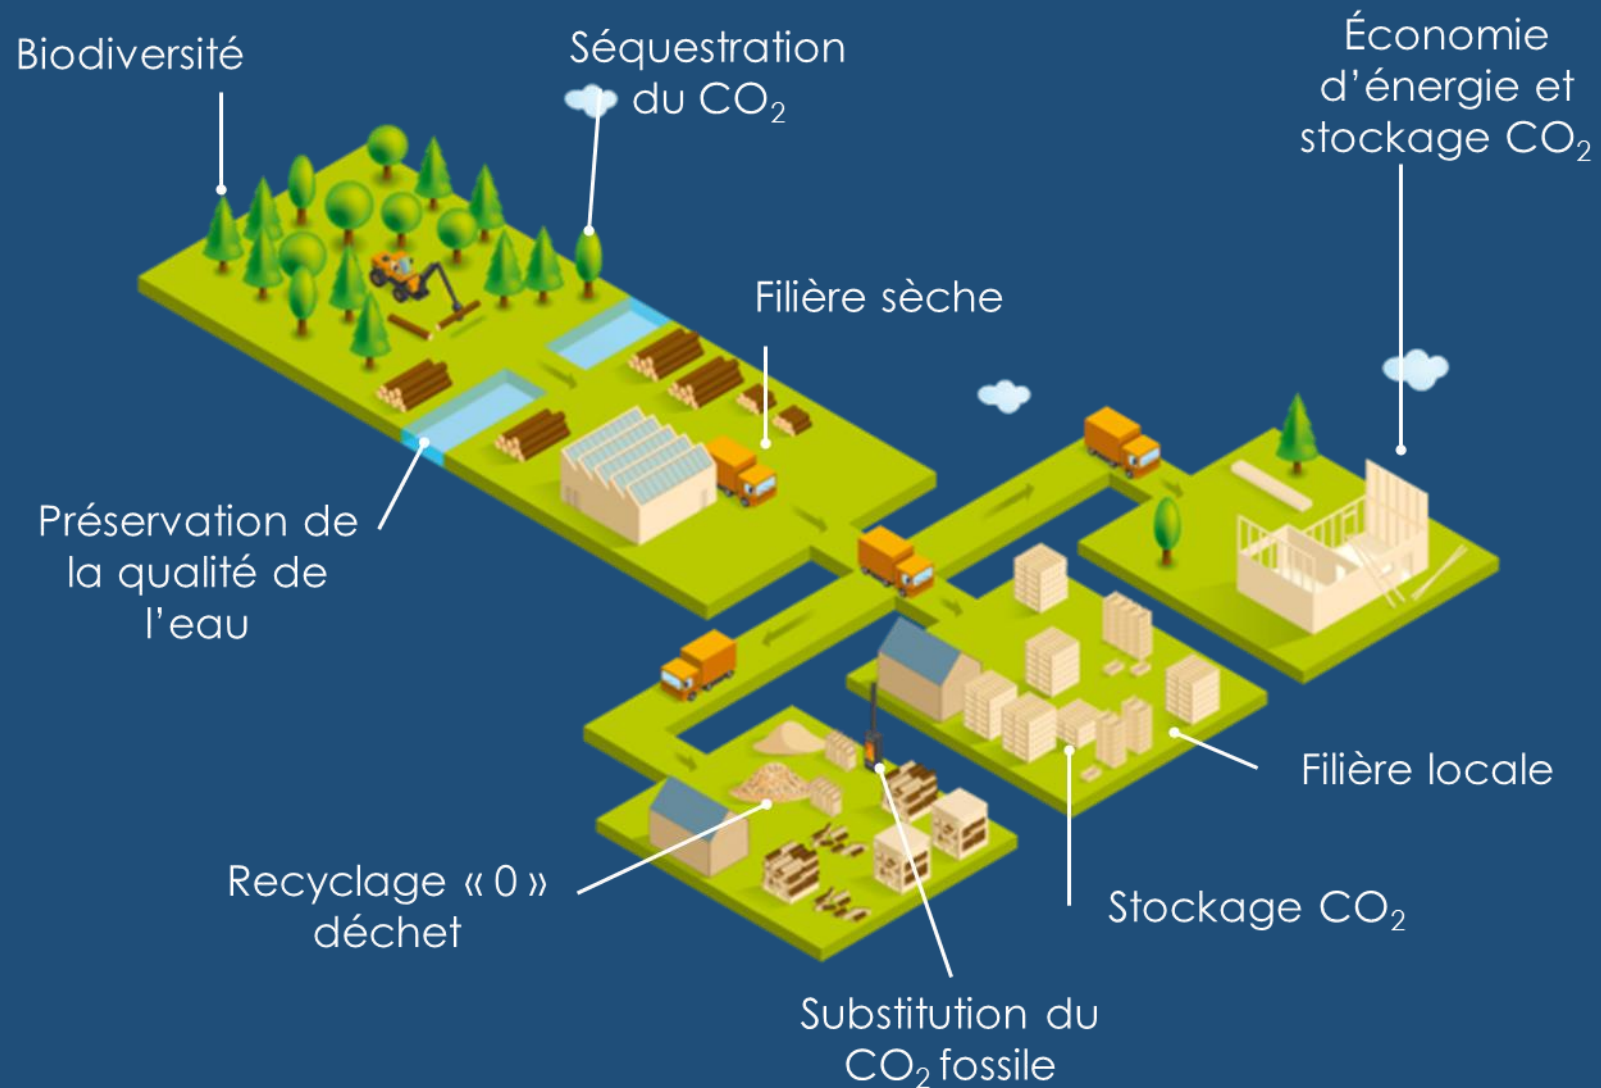 Biodiversité
Séquestration
du CO₂
Économie
d’énergie et
stockage CO₂
Filière sèche
Préservation de
la qualité de
l’eau
Filière locale
Recyclage « 0 »
déchet
Stockage CO₂
Substitution du
CO₂ fossile